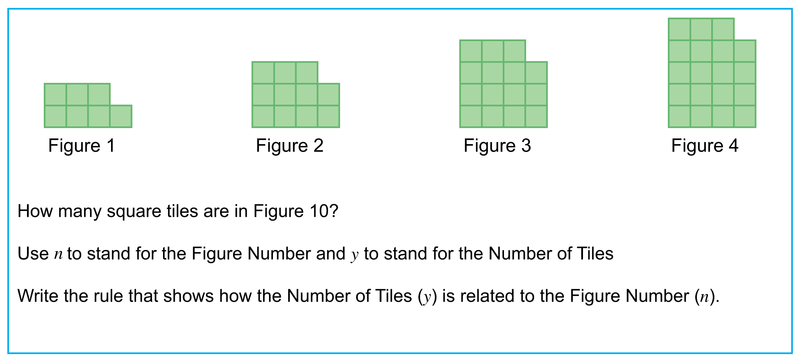 Figure 1 Figure 2 Figure 3 Figure 4
How many square tiles are in Figure 10?
Use n to stand for the Figure Number and y to stand for the Number of Tiles
Write the rule that shows how the Number of Tiles (y) is related to the Figure Number (n).